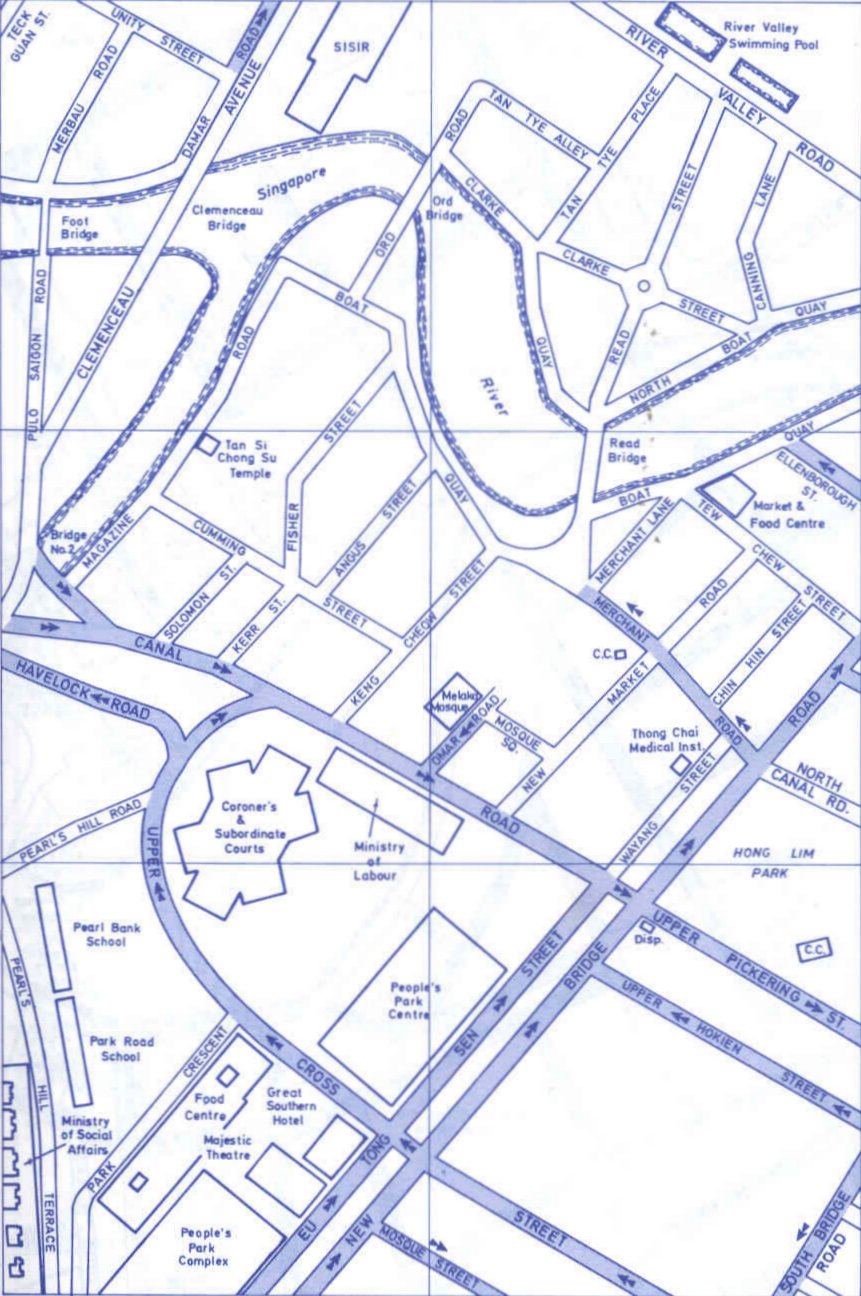 TECK
GUAN ST.
UNITY STREET
ROAD
MERBAU ROAD
DAMAR
AVENUE
SISIR
RIVER VALLEY ROAD
River Valley
Swimming Pool
TAN TYE ALLEY
TAN TYE PLACE
ROAD
STREET
CANNING LANE
Singapore
Foot
Bridge
Clemenceau
Bridge
Ord
Bridge
CLARKE
QUAY
CLARKE
STREET
READ
NORTH BOAT QUAY
PULO SAIGON ROAD
CLEMENCEAU
ORD
BOAT
QUAY
ROAD
River
Tan Si
Chong Su
Temple
Read
Bridge
FISHER STREET
ANGUS STREET
BOAT
QUAY
ELLENBOROUGH
ST.
Market &
Food Centre
Bridge
No.2
MAGAZINE
CUMMING
STREET
SOLOMON ST.
KERR ST.
KENG CHEOW STREET
MERCHANT LANE
TEW CHEW STREET
MERCHANT
ROAD
CHIN HIN STREET
C.C.
NEW MARKET ROAD
CANAL
ROAD
HAVELOCK ROAD
Melaka
Mosque
OMAR ROAD
MOSQUE
SQ.
Thong Chai
Medical Inst.
WAYANG STREET
ROAD
NORTH
CANAL RD.
HONG LIM
PARK
PEARL'S HILL ROAD
UPPER
CROSS
STREET
Coroner's
&
Subordinate
Courts
Ministry
of
Labour
Pearl Bank
School
Disp.
UPPER PICKERING ST.
C.C.
UPPER HOKIEN STREET
People's
Park
Centre
EU TONG SEN STREET
NEW BRIDGE
Park Road
School
PEARL'S HILL TERRACE
PARK CRESCENT
Food
Centre
Great
Southern
Hotel
Ministry
of Social
Affairs
Majestic
Theatre
People's
Park
Complex
MOSQUE STREET
SOUTH BRIDGE
ROAD